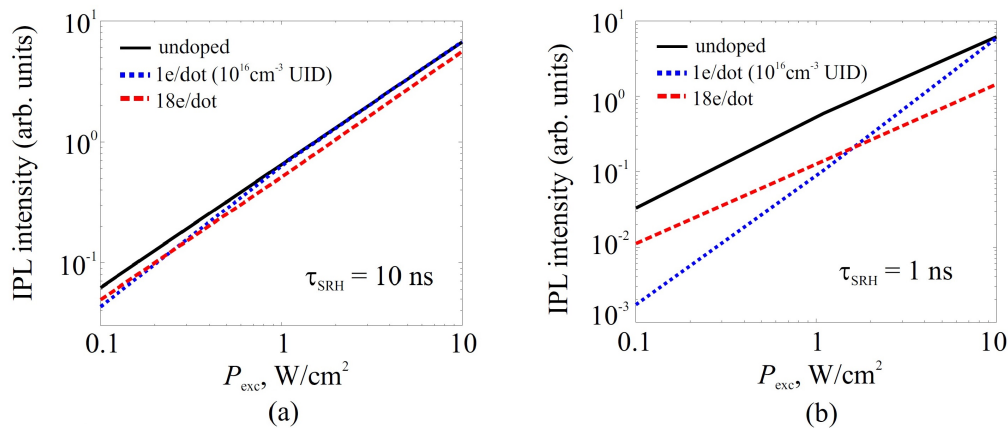 IPL intensity (arb. units)
10¹
10⁰
10⁻¹
undoped
1e/dot (10¹⁶cm⁻³ UID)
18e/dot
τSRH = 10 ns
0.1
1
10
Pexc, W/cm²
(a)
IPL intensity (arb. units)
10¹
10⁰
10⁻¹
10⁻²
10⁻³
undoped
1e/dot (10¹⁶cm⁻³ UID)
18e/dot
τSRH = 1 ns
0.1
1
10
Pexc, W/cm²
(b)